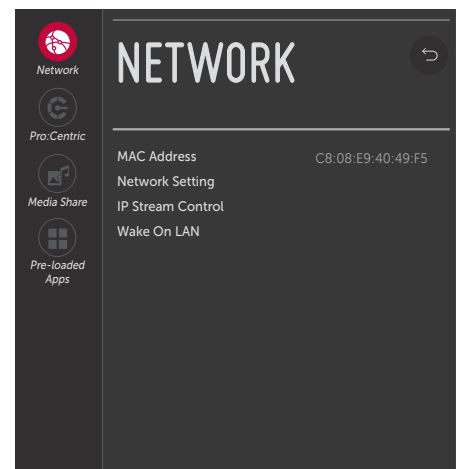 Network
Pro:Centric
Media Share
Pre-loaded
Apps
NETWORK
MAC Address C8:08:E9:40:49:F5
Network Setting
IP Stream Control
Wake On LAN